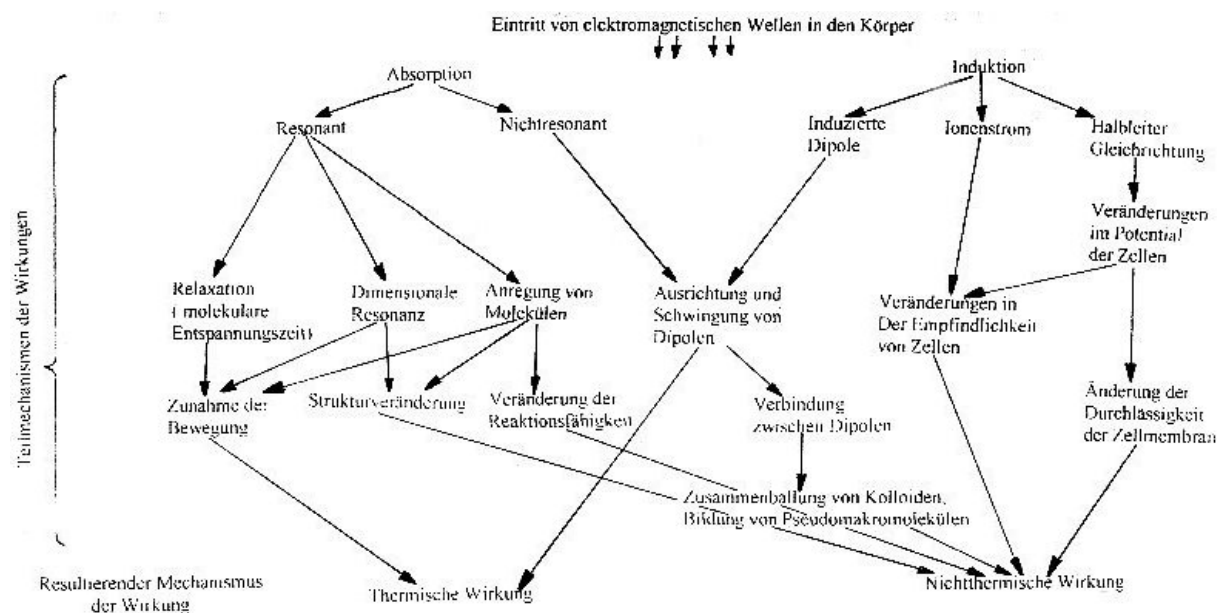 Eintritt von elektromagnetischen Wellen in den Körper
Absorption
Induktion
Resonant
Nichtresonant
Induzierte
Dipole
Ionenstrom
Halbleiter
Gleichrichtung
Veränderungen
im Potential
der Zellen
Relaxation
( molekulare
Entspannungszeit)
Dimensionale
Resonanz
Anregung von
Molekülen
Ausrichtung und
Schwingung von
Dipolen
Veränderungen in
Der Empfindlichkeit
von Zellen
Zunahme der
Bewegung
Strukturveränderung
Veränderung der
Reaktionsfähigkeit
Verbindung
zwischen Dipolen
Änderung der
Durchlässigkeit
der Zellmembran
Zusammenballung von Kolloiden,
Bildung von Pseudomakromolekülen
Teilmechanismen der Wirkungen
Resultierender Mechanismus
der Wirkung
Thermische Wirkung
Nichtthermische Wirkung